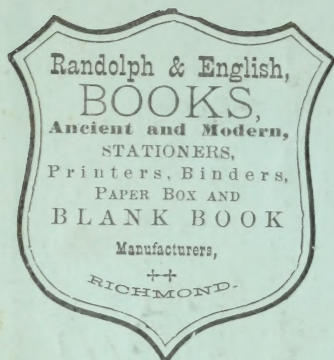 Randolph & English,
BOOKS,
Ancient and Modern,
STATIONERS,
Printers, Binders,
PAPER BOX AND
BLANK BOOK
Manufacturers,
RICHMOND.